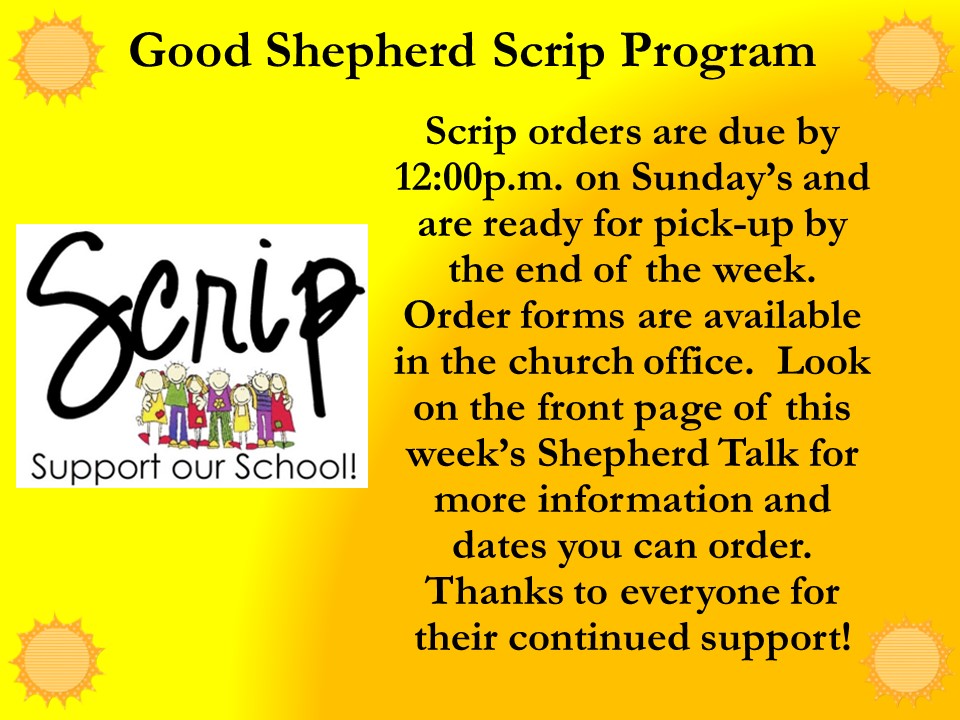 Good Shepherd Scrip Program
Scrip orders are due by
12:00p.m. on Sunday’s and
are ready for pick-up by
the end of the week.
Order forms are available
in the church office. Look
on the front page of this
week’s Shepherd Talk for
more information and
dates you can order.
Thanks to everyone for
their continued support!
Scrip
Support our School!